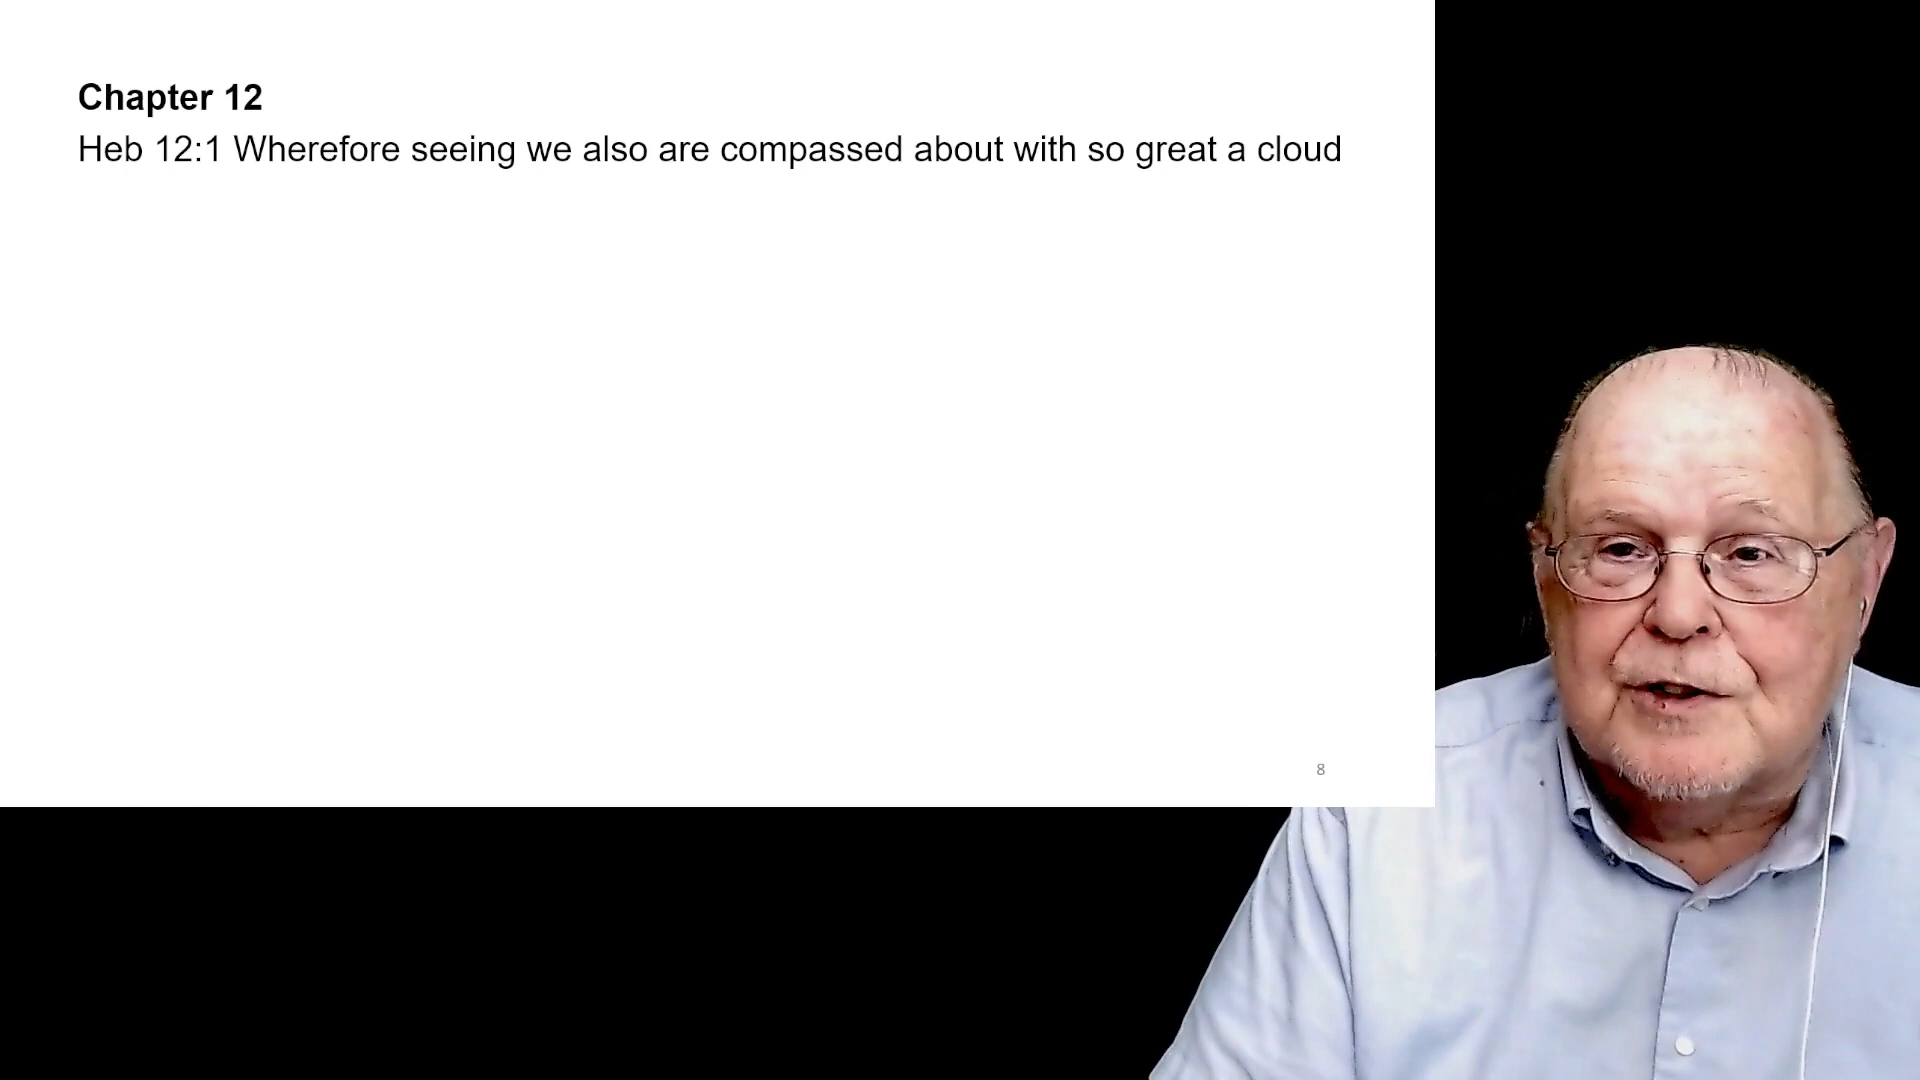 Chapter 12
Heb 12:1 Wherefore seeing we also are compassed about with so great a cloud
8